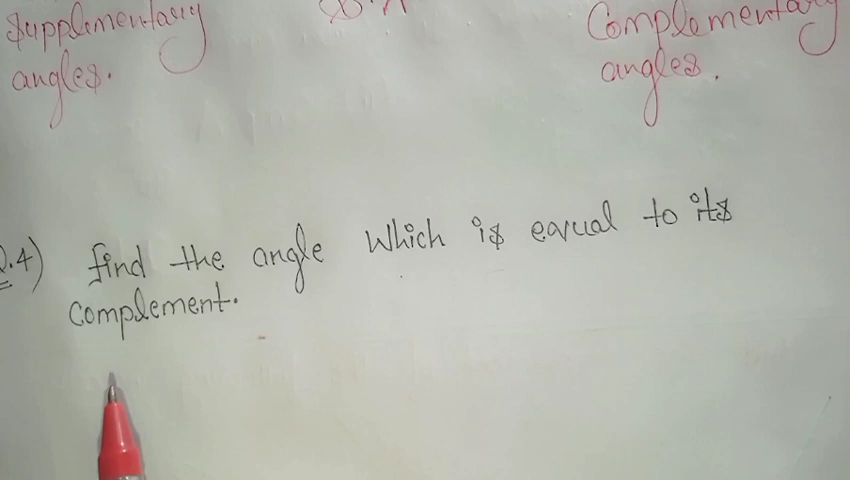 Supplementary
angles.
Complementary
angles.
Q.4) find the angle which is equal to its
complement.